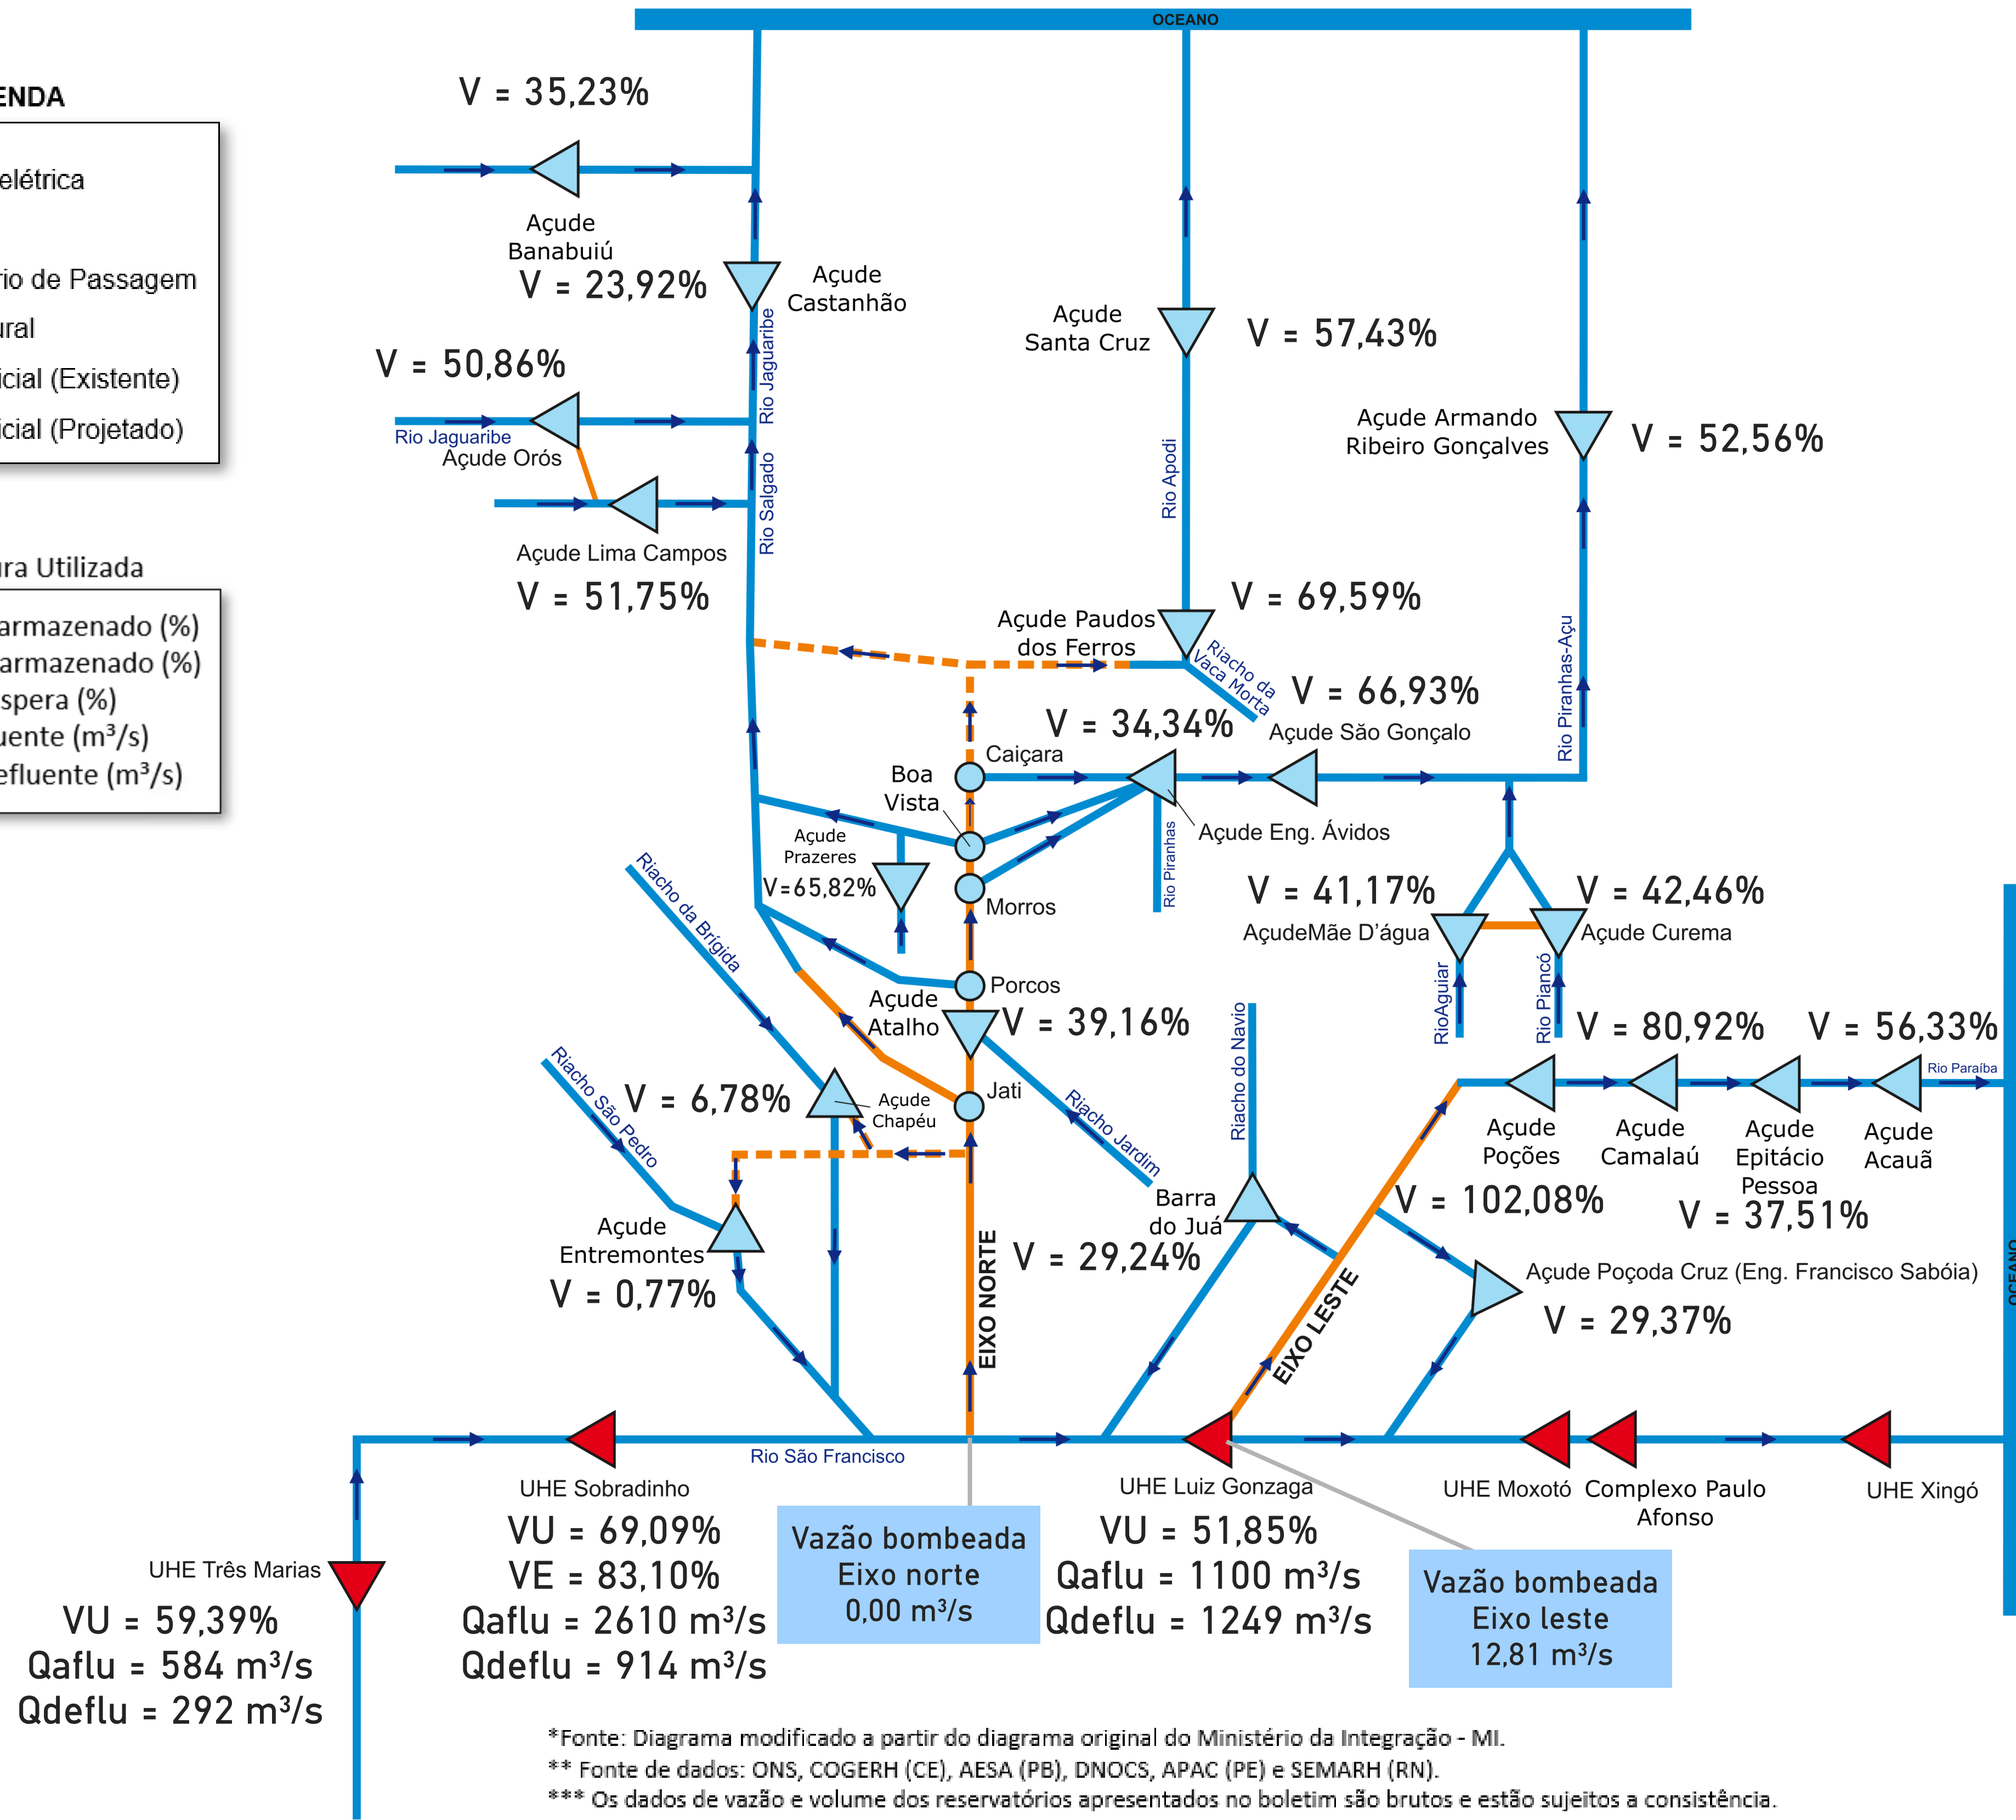 OCEANO
V = 35,23%
ENDA
elétrica
rio de Passagem
ural
icial (Existente)
icial (Projetado)
Açude
Banabuiú
V = 23,92%
Açude
Castanhão
Rio Jaguaribe
V = 50,86%
Rio Jaguaribe
Açude Orós
Rio Salgado
Açude Lima Campos
V = 51,75%
Açude
Santa Cruz
V = 57,43%
Rio Apodi
Açude Armando
Ribeiro Gonçalves
V = 52,56%
ura Utilizada
armazenado (%)
armazenado (%)
spera (%)
uente (m³/s)
efluente (m³/s)
V = 69,59%
Açude Paudos
dos Ferros
Riacho da
Vaca Morta
V = 66,93%
Açude São Gonçalo
Rio Piranhas-Açu
V = 34,34%
Caiçara
Boa
Vista
Açude Eng. Ávidos
Rio Piranhas
Açude
Prazeres
V=65,82%
Morros
Riacho da Brígida
V = 41,17%
AçudeMãe D'água
V = 42,46%
Açude Curema
RioAguiar
Rio Piancó
Porcos
Açude
Atalho
V = 39,16%
Jati
Riacho Jardim
Riacho do Navio
V = 80,92%
V = 56,33%
Rio Paraíba
Riacho São Pedro
V = 6,78%
Açude
Chapéu
Açude
Poções
Açude
Camalaú
Açude
Epitácio
Pessoa
Açude
Acauã
V = 102,08%
V = 37,51%
Barra
do Juá
V = 29,24%
Açude
Entremontes
V = 0,77%
EIXO NORTE
EIXO LESTE
Açude Poçoda Cruz (Eng. Francisco Sabóia)
V = 29,37%
OCEANO
Rio São Francisco
UHE Sobradinho
VU = 69,09%
VE = 83,10%
Qaflu = 2610 m³/s
Qdeflu = 914 m³/s
Vazão bombeada
Eixo norte
0,00 m³/s
UHE Luiz Gonzaga
VU = 51,85%
Qaflu = 1100 m³/s
Qdeflu = 1249 m³/s
Vazão bombeada
Eixo leste
12,81 m³/s
UHE Moxotó
Complexo Paulo
Afonso
UHE Xingó
UHE Três Marias
VU = 59,39%
Qaflu = 584 m³/s
Qdeflu = 292 m³/s
*Fonte: Diagrama modificado a partir do diagrama original do Ministério da Integração - MI.
** Fonte de dados: ONS, COGERH (CE), AESA (PB), DNOCS, APAC (PE) e SEMARH (RN).
*** Os dados de vazão e volume dos reservatórios apresentados no boletim são brutos e estão sujeitos a consistência.